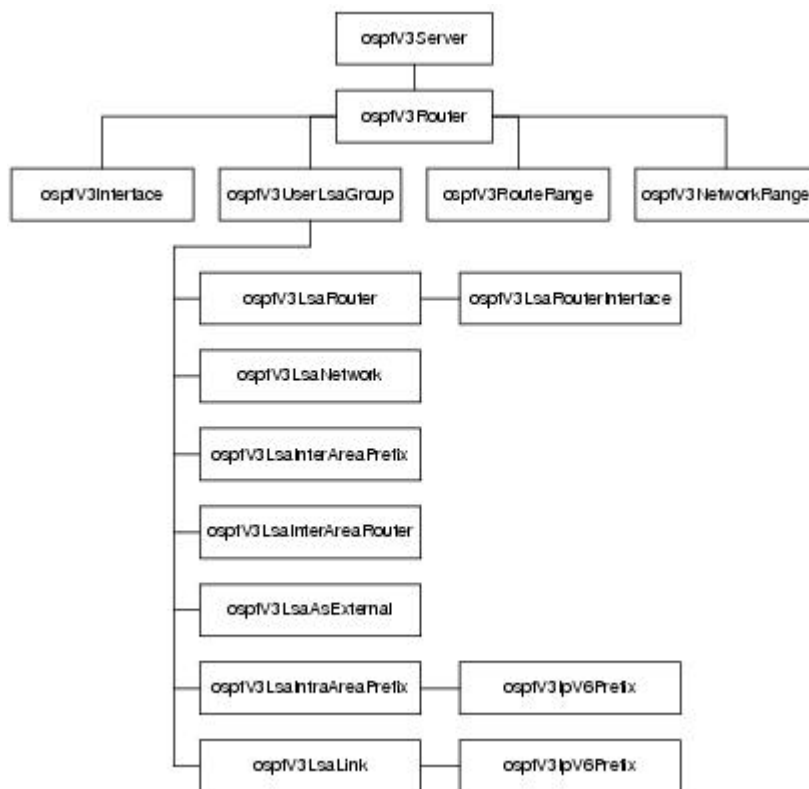 ospfV3Server
ospfV3Router
ospfV3Interface
ospfV3UserLsaGroup
ospfV3RouteRange
ospfV3NetworkRange
ospfV3LsaRouter
ospfV3LsaRouterInterface
ospfV3LsaNetwork
ospfV3LsaInterAreaPrefix
ospfV3LsaInterAreaRouter
ospfV3LsaAsExternal
ospfV3LsaIntraAreaPrefix
ospfV3IpV6Prefix
ospfV3LsaLink
ospfV3IpV6Prefix